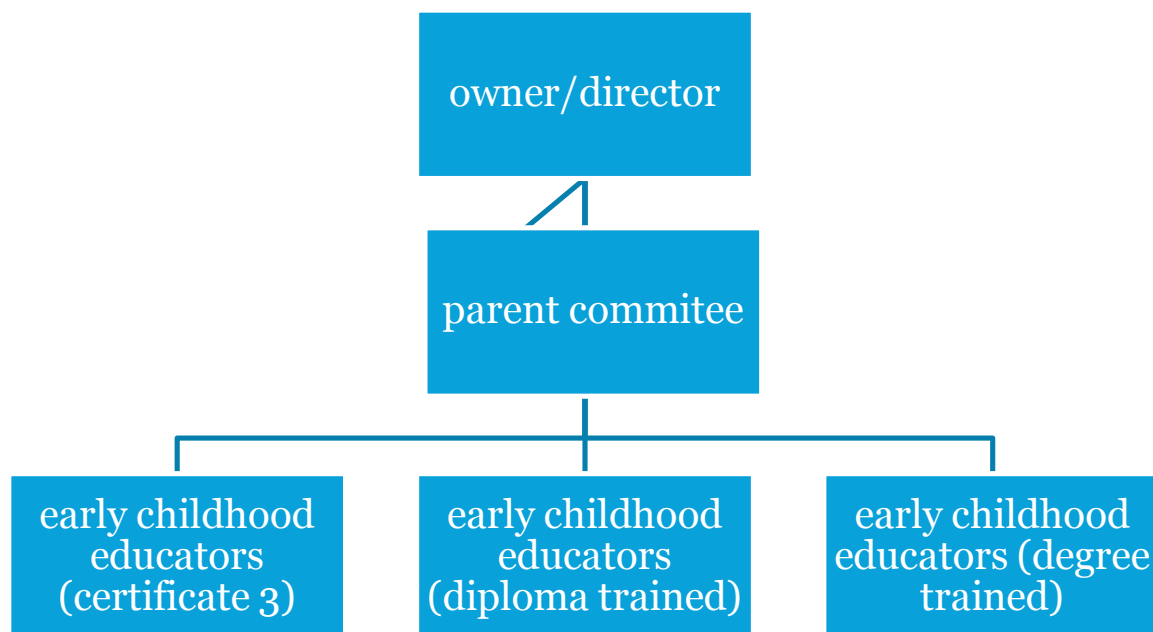 owner/director
parent commitee
early childhood
educators
(certificate 3)
early childhood
educators
(diploma trained)
early childhood
educators (degree
trained)